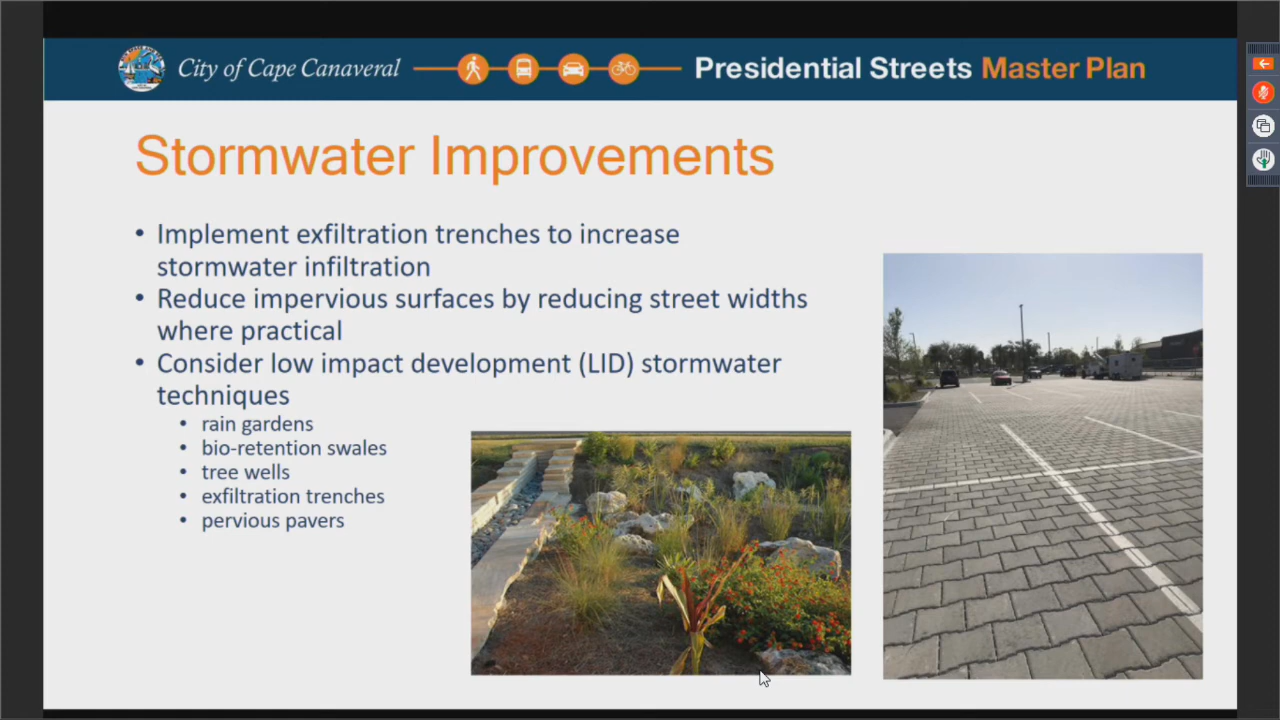 City of Cape Canaveral
Presidential Streets Master Plan
Stormwater Improvements
• Implement exfiltration trenches to increase
stormwater infiltration
• Reduce impervious surfaces by reducing street widths
where practical
• Consider low impact development (LID) stormwater
techniques
• rain gardens
• bio-retention swales
• tree wells
• exfiltration trenches
• pervious pavers